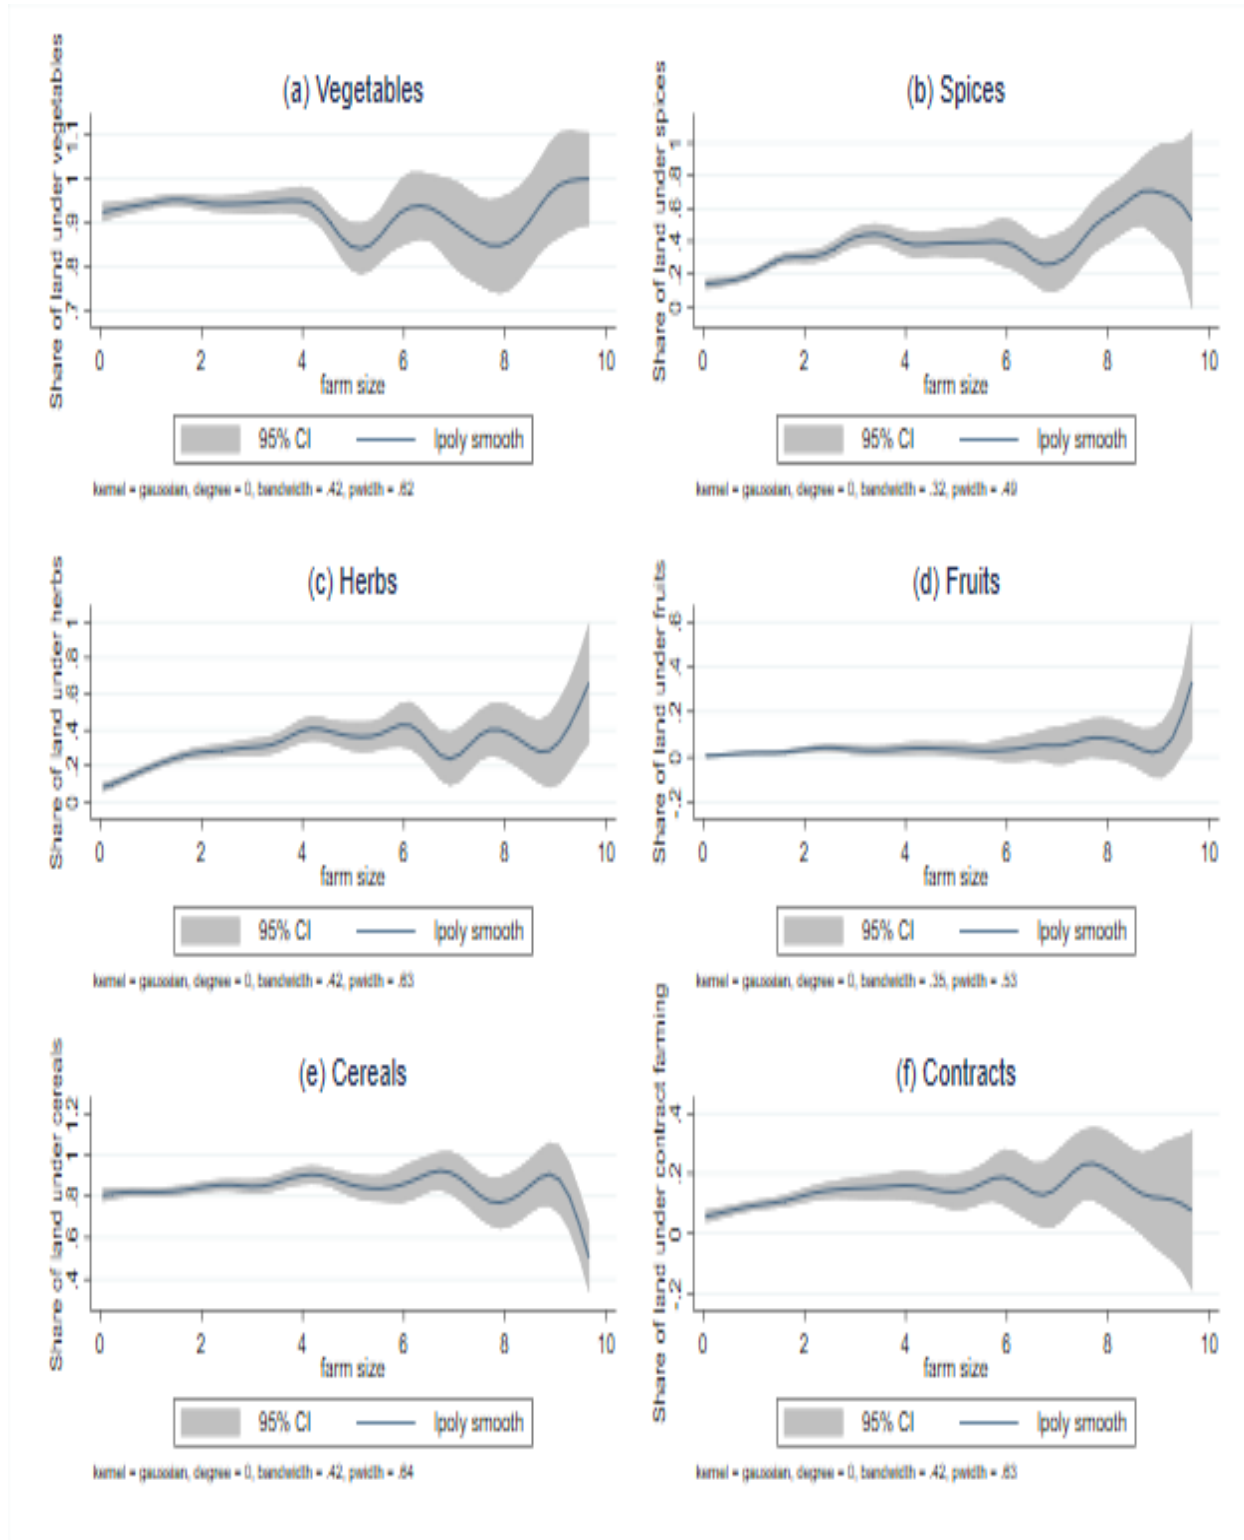 (a) Vegetables
Share of land under vegetables
.7 .8 .9 1 1.1
0 2 4 6 8 10
farm size
95% CI lpoly smooth
kernel = gaussian, degree = 0, bandwidth = .42, pwidth = .62
(b) Spices
Share of land under spices
0 .2 .4 .6 .8 1
0 2 4 6 8 10
farm size
95% CI lpoly smooth
kernel = gaussian, degree = 0, bandwidth = .32, pwidth = .49
(c) Herbs
Share of land under herbs
0 .2 .4 .6 .8 1
0 2 4 6 8 10
farm size
95% CI lpoly smooth
kernel = gaussian, degree = 0, bandwidth = .42, pwidth = .63
(d) Fruits
Share of land under fruits
-.2 0 .2 .4 .6
0 2 4 6 8 10
farm size
95% CI lpoly smooth
kernel = gaussian, degree = 0, bandwidth = .35, pwidth = .53
(e) Cereals
Share of land under cereals
.4 .6 .8 1 1.2
0 2 4 6 8 10
farm size
95% CI lpoly smooth
kernel = gaussian, degree = 0, bandwidth = .42, pwidth = .64
(f) Contracts
Share of land under contract farming
-.2 0 .2 .4
0 2 4 6 8 10
farm size
95% CI lpoly smooth
kernel = gaussian, degree = 0, bandwidth = .42, pwidth = .63